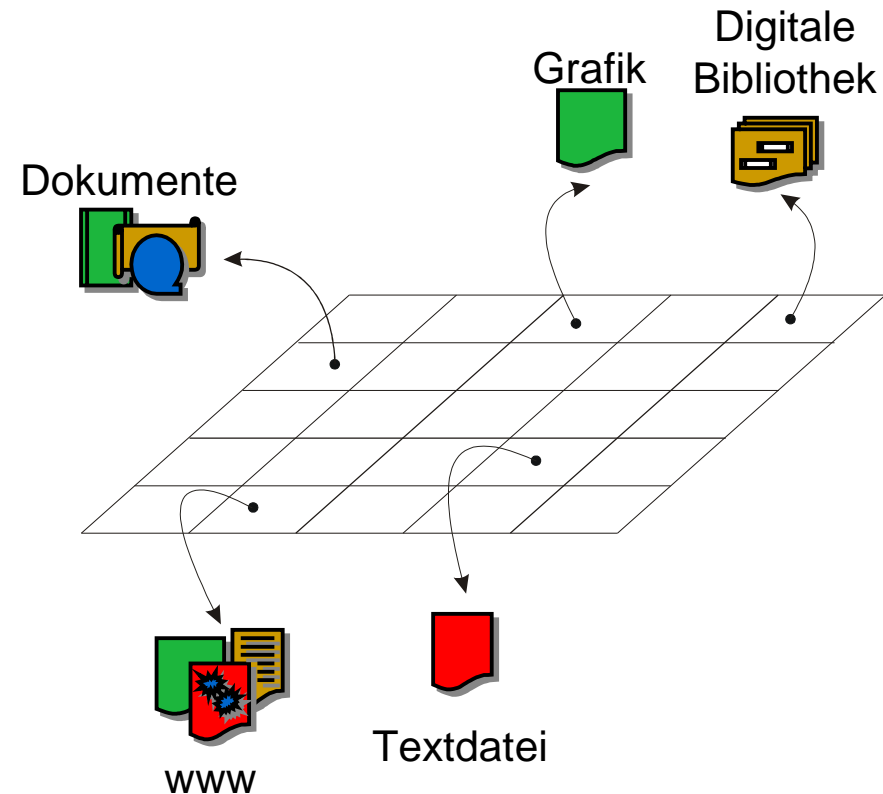 Digitale
Bibliothek
Grafik
Dokumente
Textdatei
www